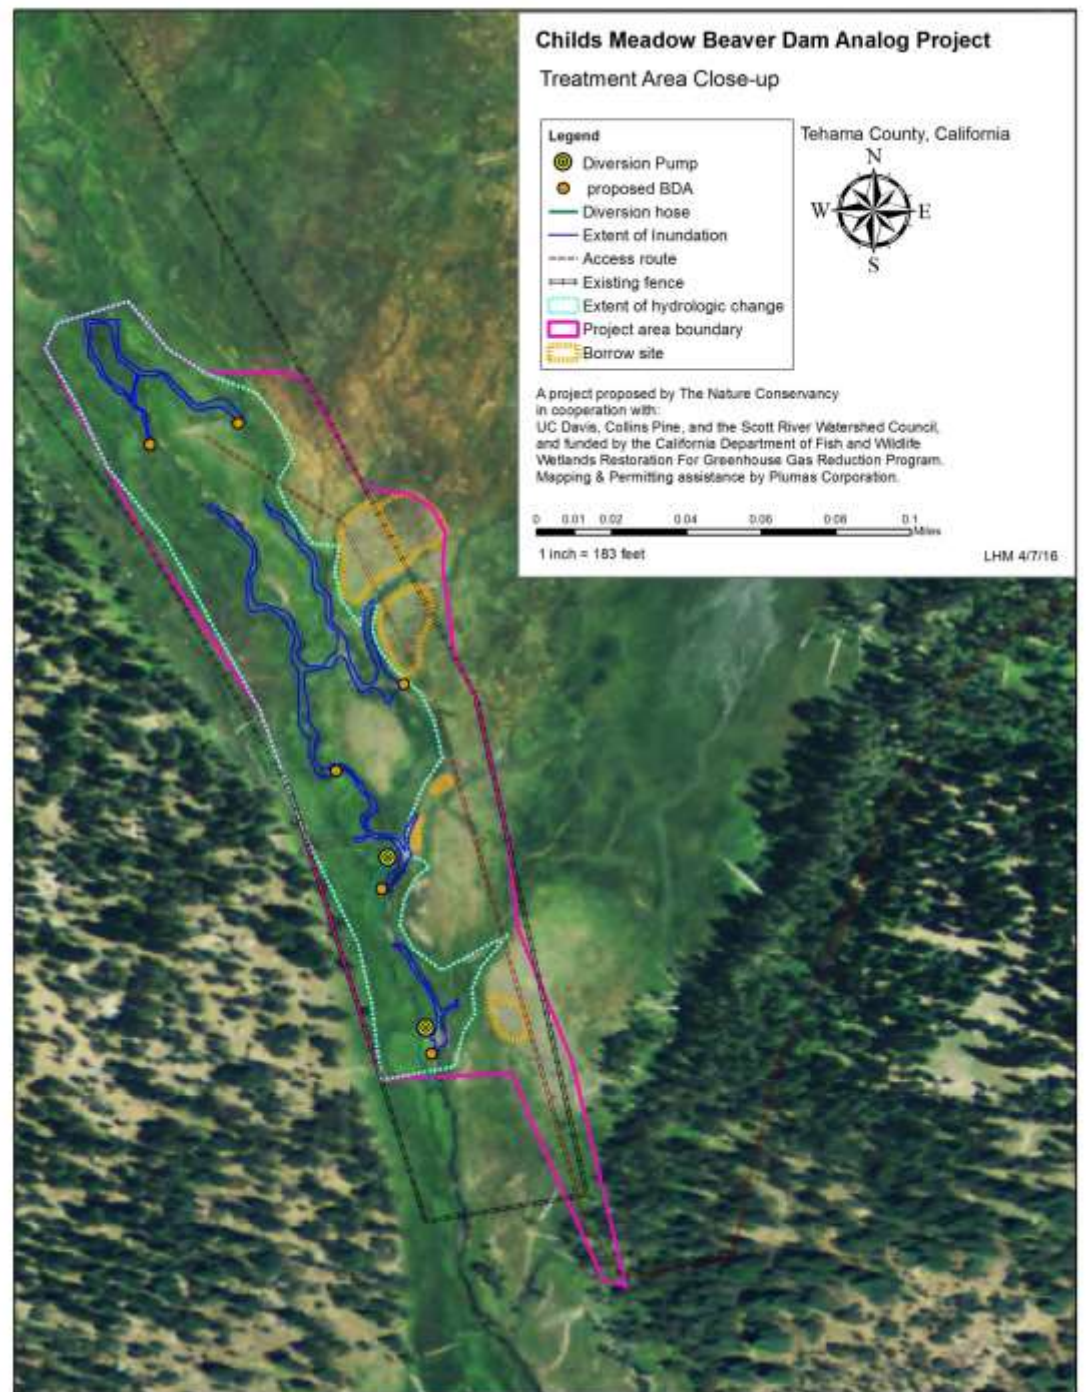 Childs Meadow Beaver Dam Analog Project
Treatment Area Close-up
Legend
Diversion Pump
proposed BDA
Diversion hose
Extent of Inundation
Access route
Existing fence
Extent of hydrologic change
Project area boundary
Borrow site
Tehama County, California
N
W E
S
A project proposed by The Nature Conservancy
in cooperation with:
UC Davis, Collins Pine, and the Scott River Watershed Council,
and funded by the California Department of Fish and Wildlife
Wetlands Restoration For Greenhouse Gas Reduction Program.
Mapping & Permitting assistance by Plumas Corporation.
0 0.01 0.02 0.04 0.06 0.08 0.1
Miles
1 inch = 183 feet
LHM 4/7/16